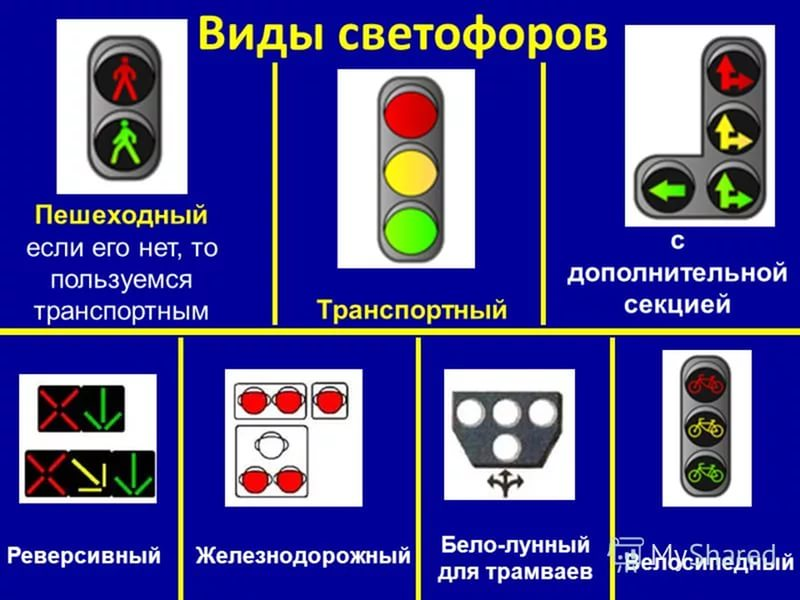 Виды светофоров
Пешеходный
если его нет, то
пользуемся
транспортным
Транспортный
с
дополнительной
секцией
Реверсивный
Железнодорожный
Бело-лунный
для трамваев
Велосипедный
MyShared